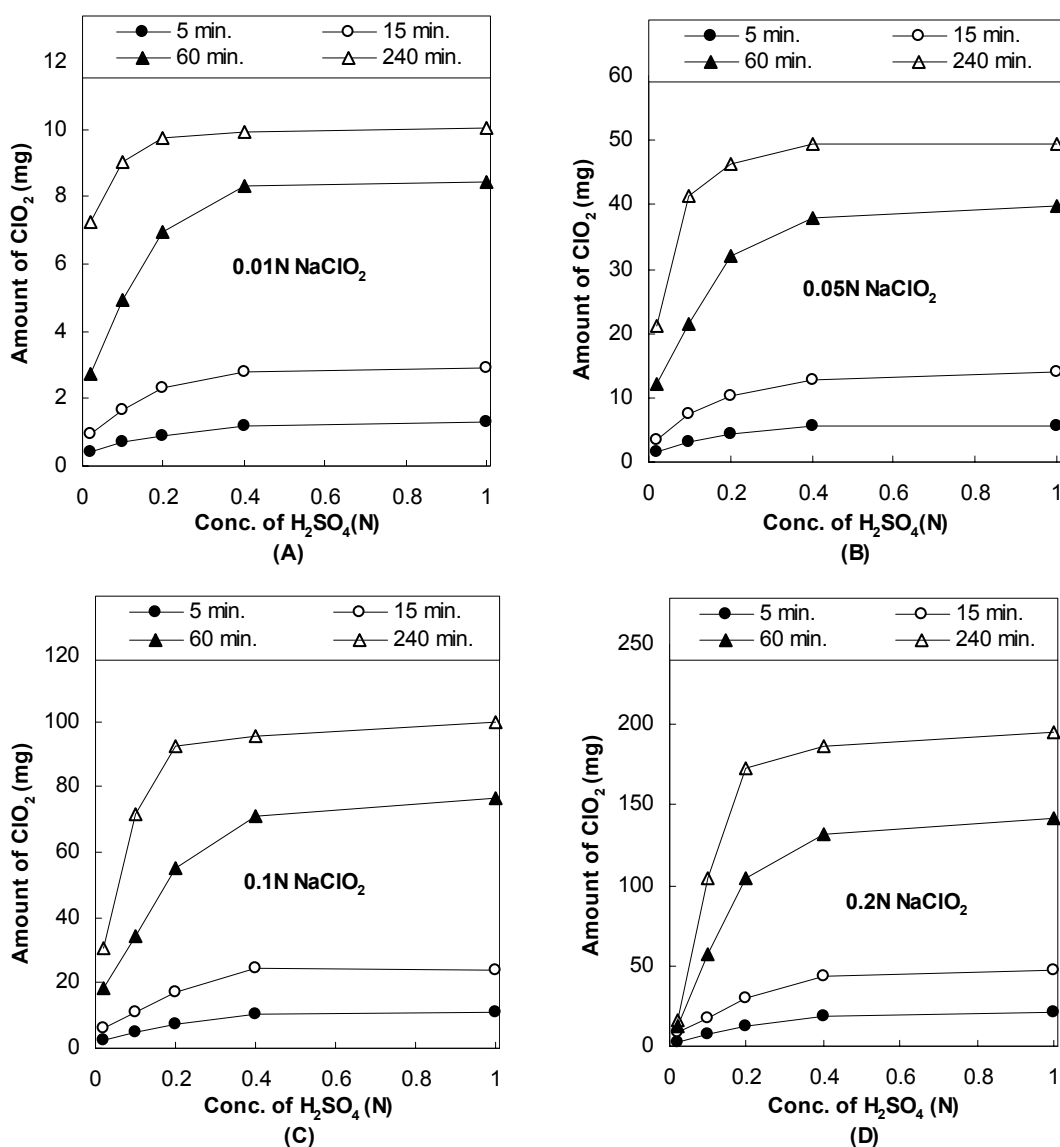 5 min. 15 min.
60 min. 240 min.
12
10
8
6
4
2
0
Amount of ClO₂ (mg)
0.01N NaClO₂
0 0.2 0.4 0.6 0.8 1
Conc. of H₂SO₄(N)
(A)
5 min. 15 min.
60 min. 240 min.
60
50
40
30
20
10
0
Amount of ClO₂ (mg)
0.05N NaClO₂
0 0.2 0.4 0.6 0.8 1
Conc. of H₂SO₄ (N)
(B)
5 min. 15 min.
60 min. 240 min.
120
100
80
60
40
20
0
Amount of ClO₂ (mg)
0.1N NaClO₂
0 0.2 0.4 0.6 0.8 1
Conc. of H₂SO₄ (N)
(C)
5 min. 15 min.
60 min. 240 min.
250
200
150
100
50
0
Amount of ClO₂ (mg)
0.2N NaClO₂
0 0.2 0.4 0.6 0.8 1
Conc. of H₂SO₄ (N)
(D)